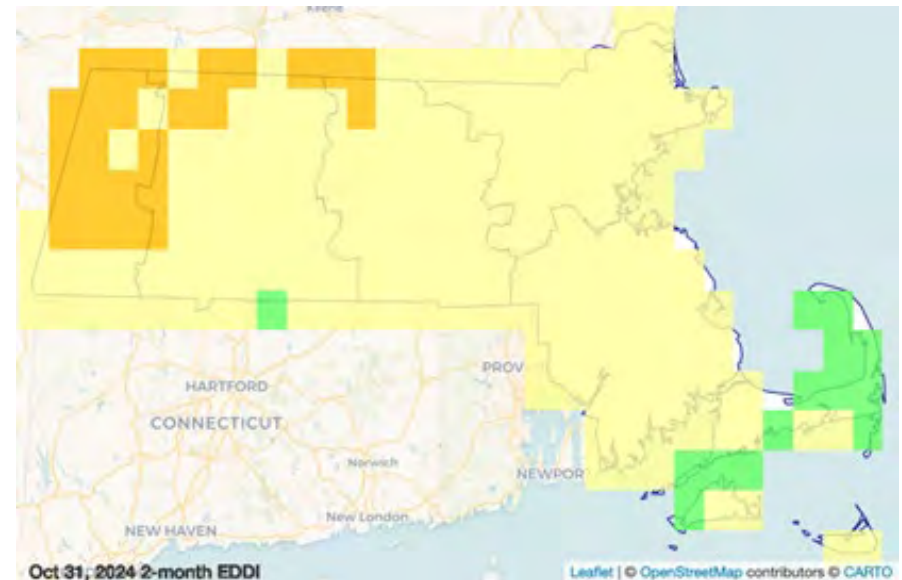 Keene
HARTFORD
PROV
CONNECTICUT
Norwich
NEWPOR
New London
NEW HAVEN
Oct 31, 2024 2-month EDDI
Leaflet | © OpenStreetMap contributors © CARTO